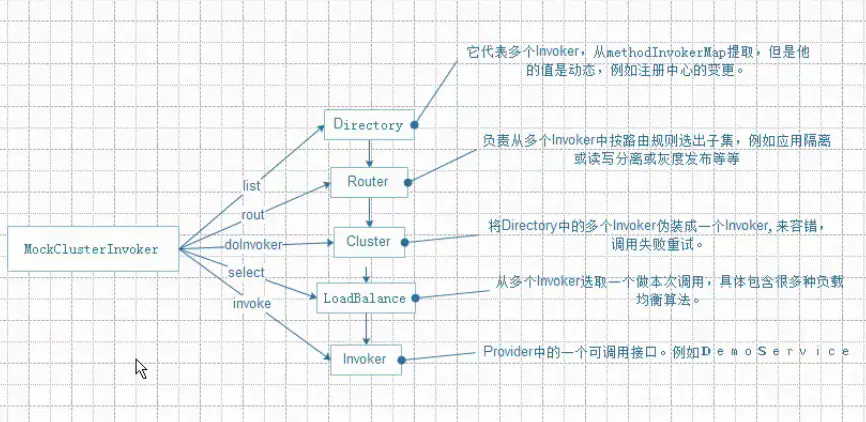 它代表多个Invoker，从methodInvokerMap提取，但是他
的值是动态，例如注册中心的变更。
Directory
负责从多个Invoker中按路由规则选出子集，例如应用隔离
或读写分离或灰度发布等等
list
Router
rout
将Directory中的多个Invoker伪装成一个Invoker,来容错，
调用失败重试。
doInvoker
Cluster
MockClusterInvoker
select
从多个Invoker选取一个做本次调用，具体包含很多种负载
均衡算法。
LoadBalance
invoke
Invoker
Provider中的一个可调用接口。例如ＤｅｍｏＳｅｒｖｉｃｅ